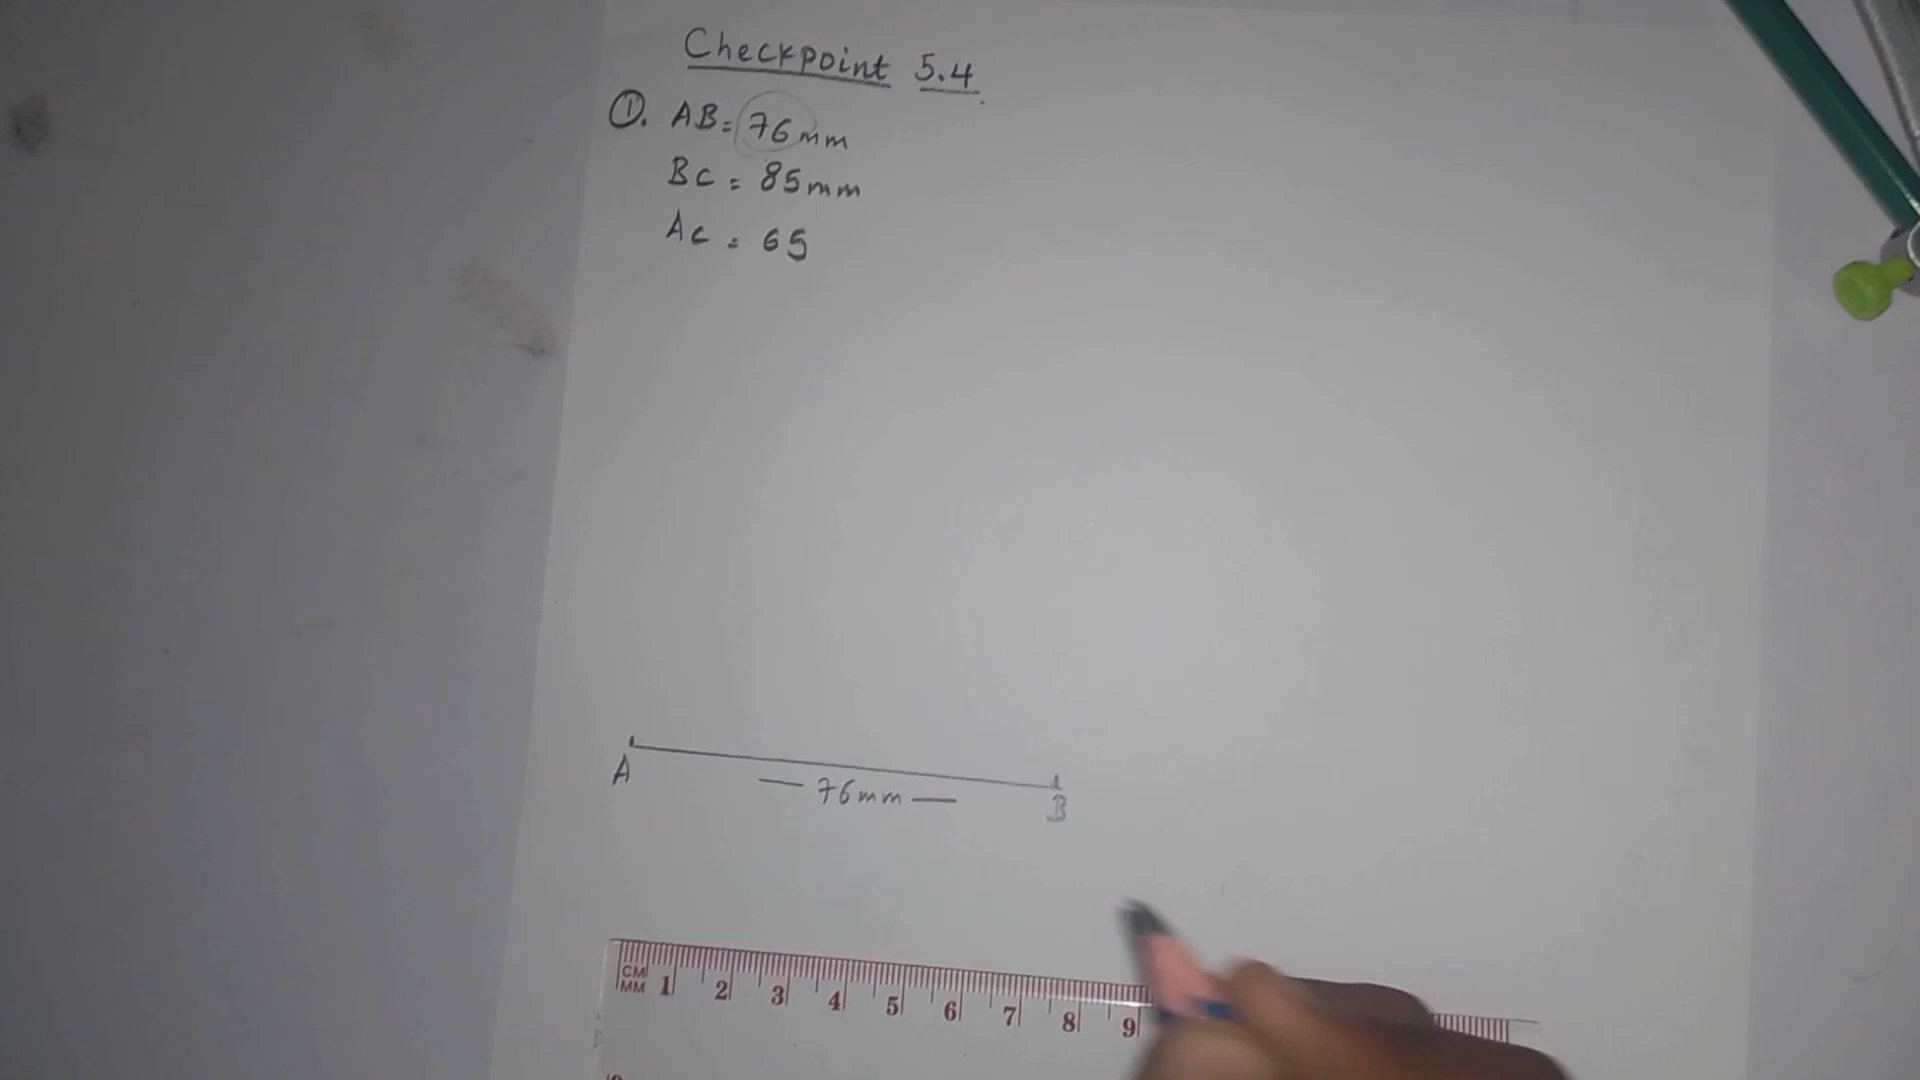 Checkpoint 5.4
①. AB = 76mm
BC = 85mm
AC = 65
A
76mm
B
CM 1 2 3 4 5 6 7 8 9
MM